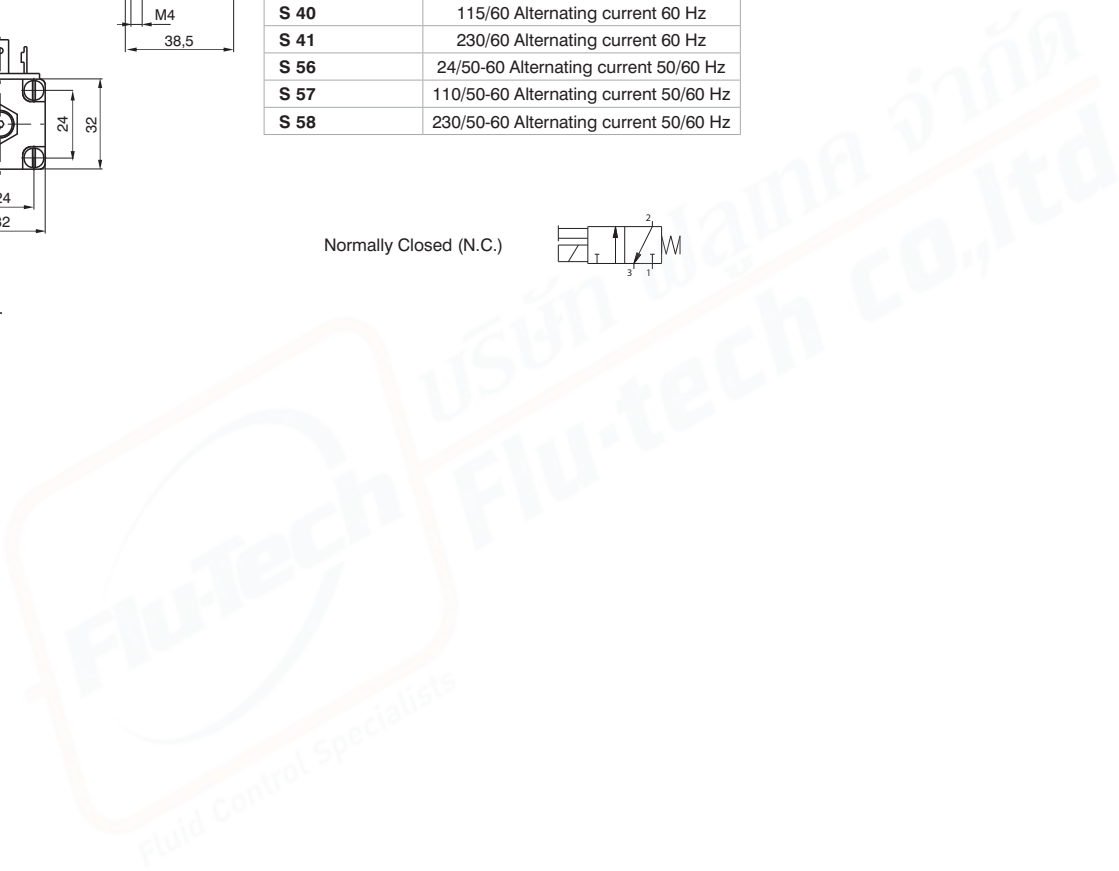 M4
38,5
24
32
24
32
S 40 115/60 Alternating current 60 Hz
S 41 230/60 Alternating current 60 Hz
S 56 24/50-60 Alternating current 50/60 Hz
S 57 110/50-60 Alternating current 50/60 Hz
S 58 230/50-60 Alternating current 50/60 Hz
Normally Closed (N.C.)
2
3 1
บริษัท ฟลูเทค จำกัด
Flu-tech co.,ltd
Flu-Tech
Fluid Control Specialists